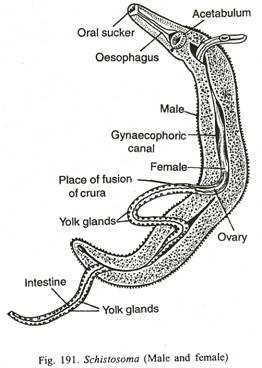 Acetabulum
Oral sucker
Oesophagus
Male
Gynaecophoric
canal
Female
Place of fusion
of crura
Yolk glands
Ovary
Intestine
Yolk glands
Fig. 191. Schistosoma (Male and female)